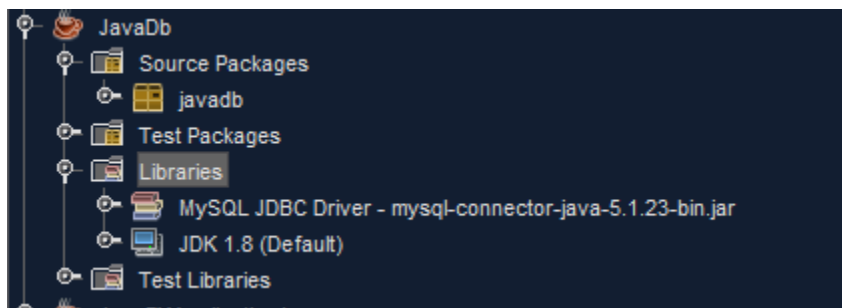 JavaDb
Source Packages
javadb
Test Packages
Libraries
MySQL JDBC Driver - mysql-connector-java-5.1.23-bin.jar
JDK 1.8 (Default)
Test Libraries